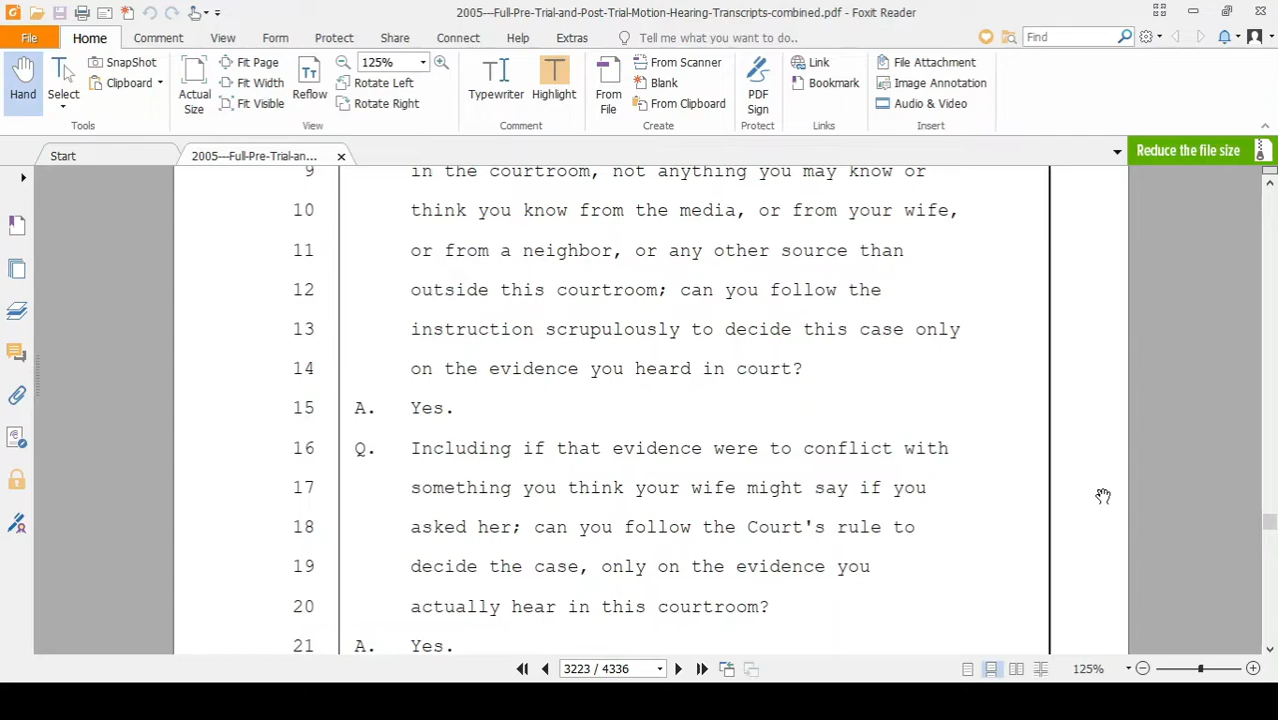 2005---Full-Pre-Trial-and-Post-Trial-Motion-Hearing-Transcripts-combined.pdf - Foxit Reader
File Home Comment View Form Protect Share Connect Help Extras Tell me what you want to do.. Find
Hand
Select
SnapShot
Clipboard
Tools
Actual Size
Fit Page
Fit Width
Fit Visible
Reflow
125%
Rotate Left
Rotate Right
View
Typewriter
Highlight
Comment
From File
From Scanner
Blank
From Clipboard
Create
PDF Sign
Protect
Link
Bookmark
Links
File Attachment
Image Annotation
Audio & Video
Insert
Start 2005---Full-Pre-Trial-an... Reduce the file size
9 in the courtroom, not anything you may know or
10 think you know from the media, or from your wife,
11 or from a neighbor, or any other source than
12 outside this courtroom; can you follow the
13 instruction scrupulously to decide this case only
14 on the evidence you heard in court?
15 A. Yes.
16 Q. Including if that evidence were to conflict with
17 something you think your wife might say if you
18 asked her; can you follow the Court's rule to
19 decide the case, only on the evidence you
20 actually hear in this courtroom?
21 A. Yes.
3223 / 4336 125%